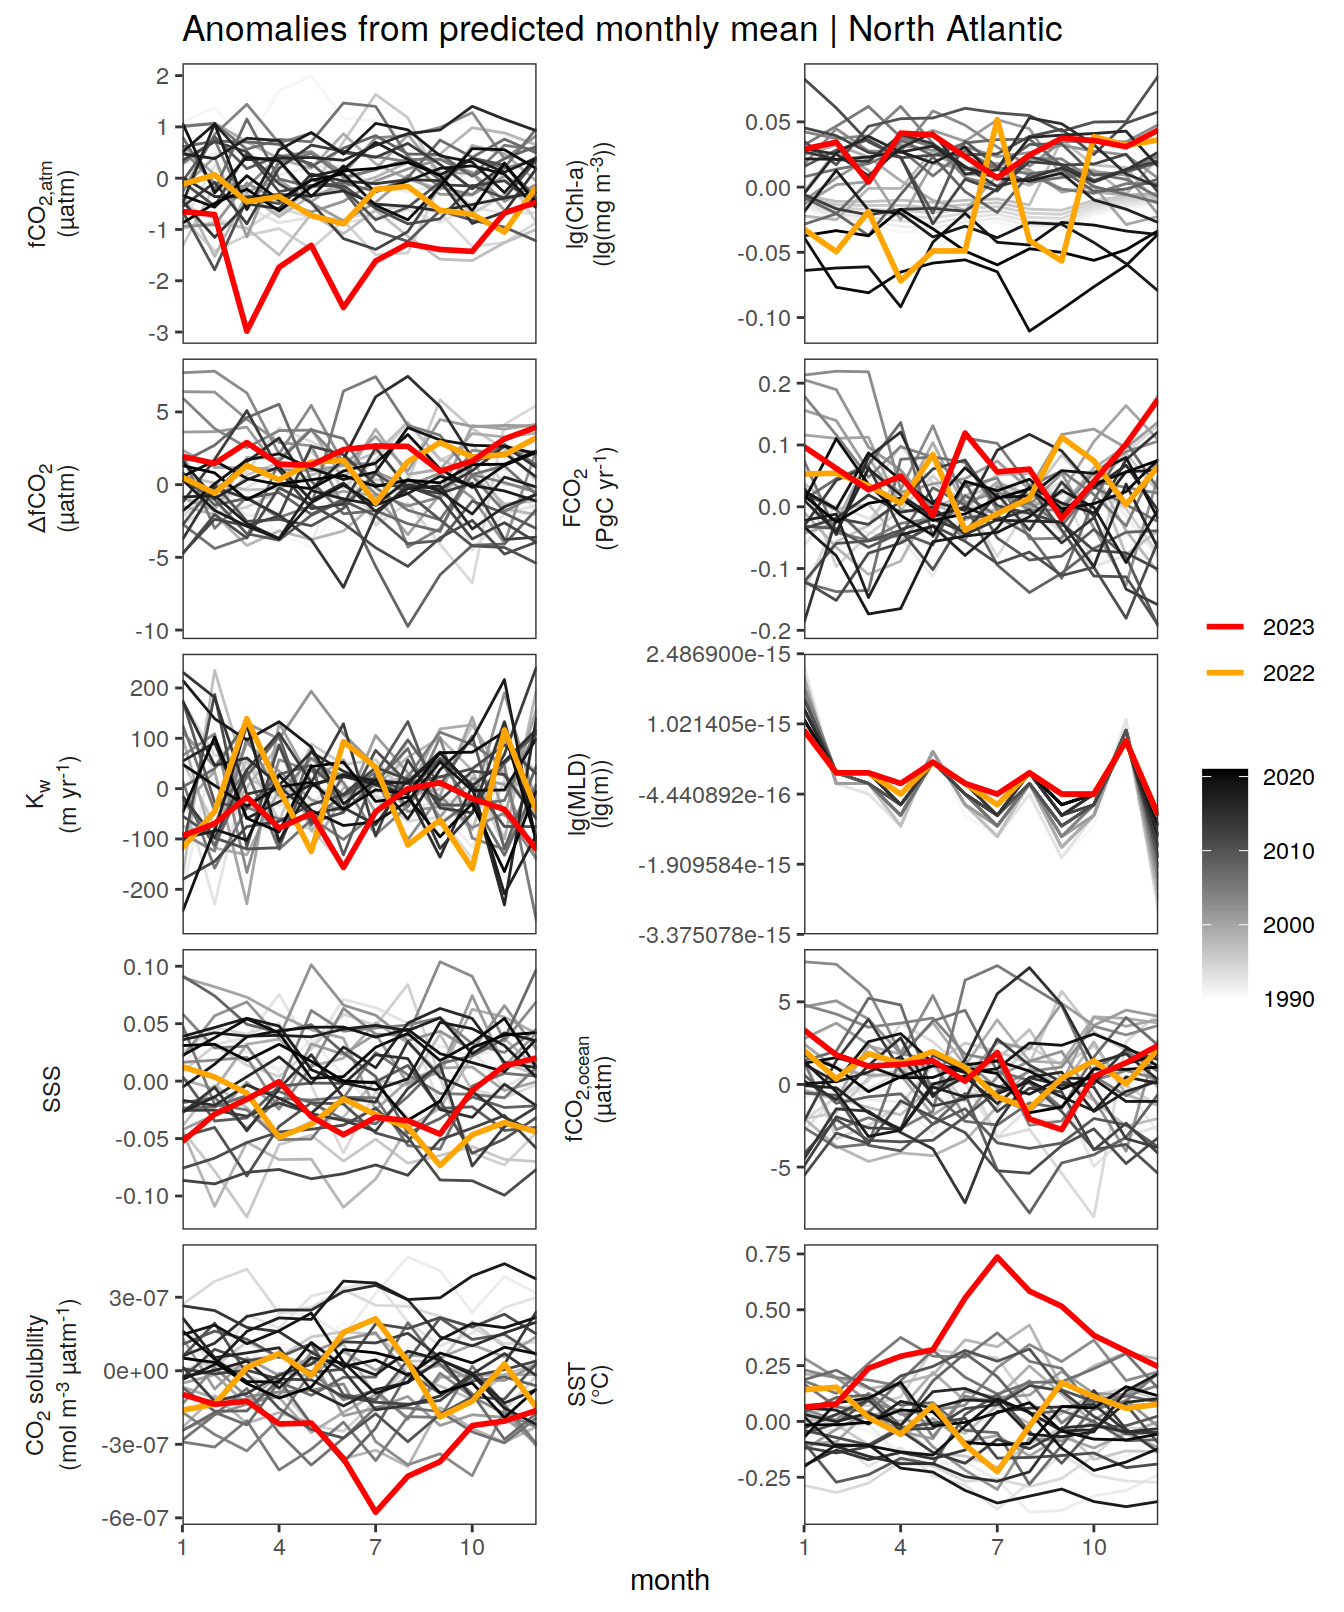 Anomalies from predicted monthly mean | North Atlantic
fCO2,atm
(µatm)
2
1
0
-1
-2
-3
lg(Chl-a)
(lg(mg m-3))
0.05
0.00
-0.05
-0.10
ΔfCO2
(µatm)
5
0
-5
-10
FCO2
(PgC yr-1)
0.2
0.1
0.0
-0.1
-0.2
Kw
(m yr-1)
200
100
0
-100
-200
lg(MLD)
(lg(m))
2.486900e-15
1.021405e-15
-4.440892e-16
-1.909584e-15
-3.375078e-15
SSS
0.10
0.05
0.00
-0.05
-0.10
fCO2,ocean
(µatm)
5
0
-5
CO2 solubility
(mol m-3 µatm-1)
3e-07
0e+00
-3e-07
-6e-07
SST
(°C)
0.75
0.50
0.25
0.00
-0.25
1 4 7 10
1 4 7 10
month
2023
2022
2020
2010
2000
1990